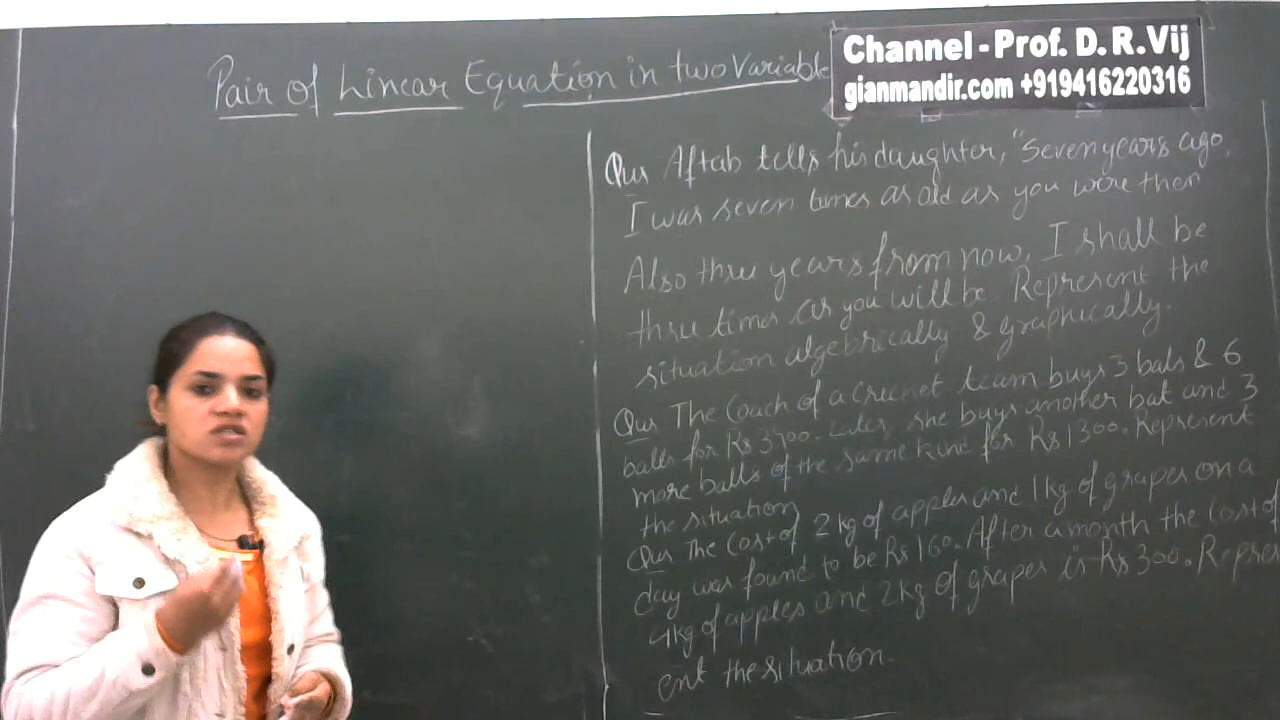 Pair of Linear Equation in two Variable
Channel - Prof. D. R. Vij
gianmandir.com +919416220316
Qus Aftab tells his daughter, "Seven years ago,
I was seven times as old as you were then
Also three years from now, I shall be
three times as you will be. Represent the
situation algebrically & graphically.
Qus The Coach of a Cricket team buys 3 bats & 6
balls for Rs 3900. Later, she buys another bat and 3
more balls of the same kind for Rs 1300. Represent
the situation
Qus The Cost of 2 kg of apples and 1 kg of grapes on a
day was found to be Rs 160. After a month the Cost of
4kg of apples and 2kg of grapes is Rs 300. Repres
ent the situation.